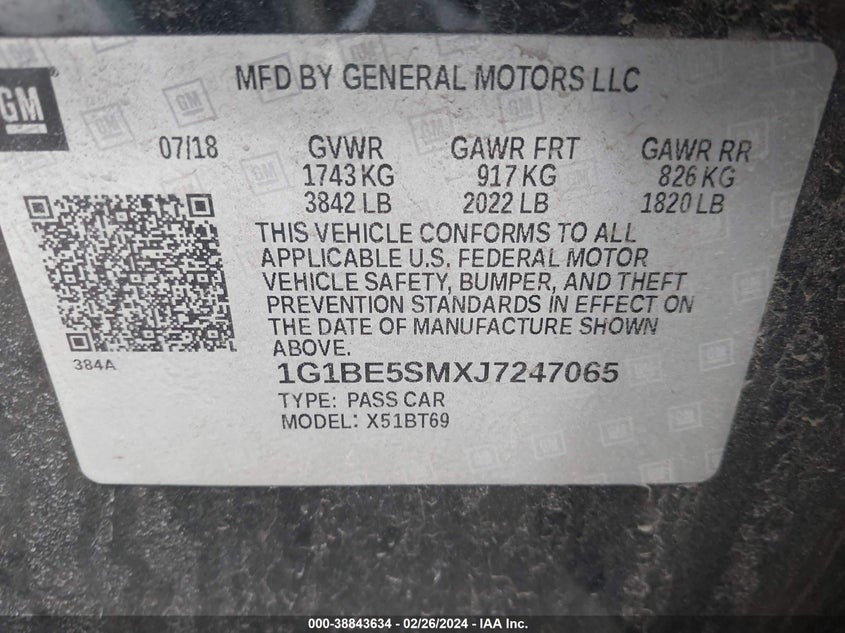 GM
MFD BY GENERAL MOTORS LLC
07/18 GVWR GAWR FRT GAWR RR
1743 KG 917 KG 826 KG
3842 LB 2022 LB 1820 LB
THIS VEHICLE CONFORMS TO ALL
APPLICABLE U.S. FEDERAL MOTOR
VEHICLE SAFETY, BUMPER, AND THEFT
PREVENTION STANDARDS IN EFFECT ON
THE DATE OF MANUFACTURE SHOWN
ABOVE.
384A
1G1BE5SMXJ7247065
TYPE: PASS CAR
MODEL: X51BT69
000-38843634 - 02/26/2024 - IAA Inc.